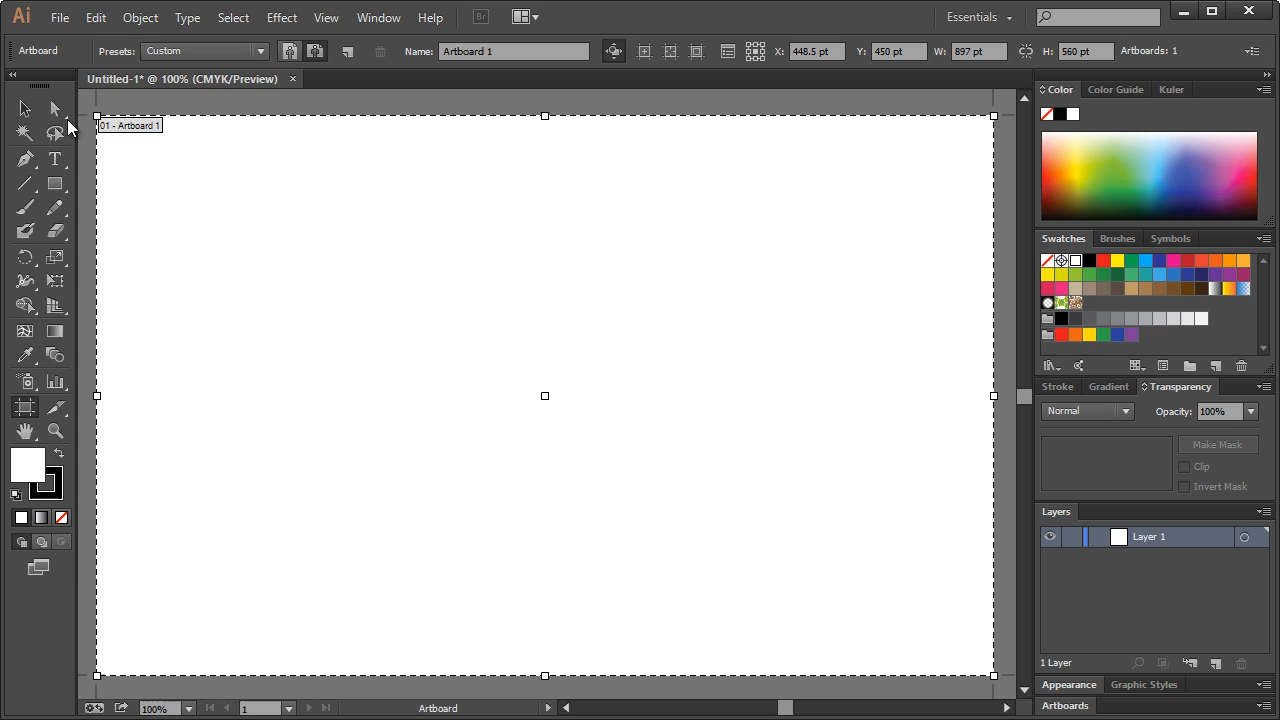 Ai File Edit Object Type Select Effect View Window Help Br Essentials
Artboard Presets: Custom Name: Artboard 1 X: 448.5 pt Y: 450 pt W: 897 pt H: 560 pt Artboards: 1
Untitled-1* @ 100% (CMYK/Preview)
01 - Artboard 1
T
Color Color Guide Kuler
Swatches Brushes Symbols
Stroke Gradient Transparency
Normal Opacity: 100%
Make Mask
Clip
Invert Mask
Layers
Layer 1
1 Layer
Appearance Graphic Styles
Artboards
100% 1 Artboard